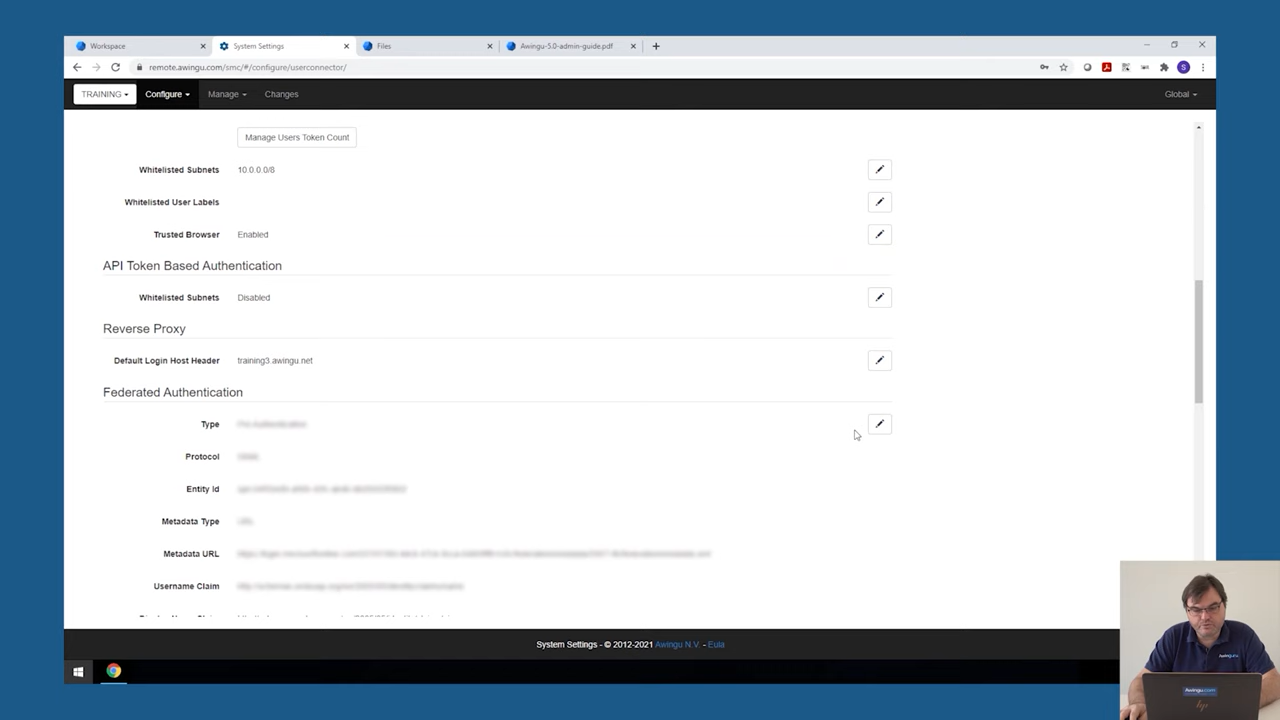 Workspace
System Settings
Files
Awingu-5.0-admin-guide.pdf
remote.awingu.com/smc/#/configure/userconnector/
TRAINING
Configure
Manage
Changes
Global
Manage Users Token Count
Whitelisted Subnets 10.0.0.0/8
Whitelisted User Labels
Trusted Browser Enabled
API Token Based Authentication
Whitelisted Subnets Disabled
Reverse Proxy
Default Login Host Header training3.awingu.net
Federated Authentication
Type
Protocol
Entity Id
Metadata Type
Metadata URL
Username Claim
System Settings - © 2012-2021 Awingu N.V. - Eula
Awingu.com
hp